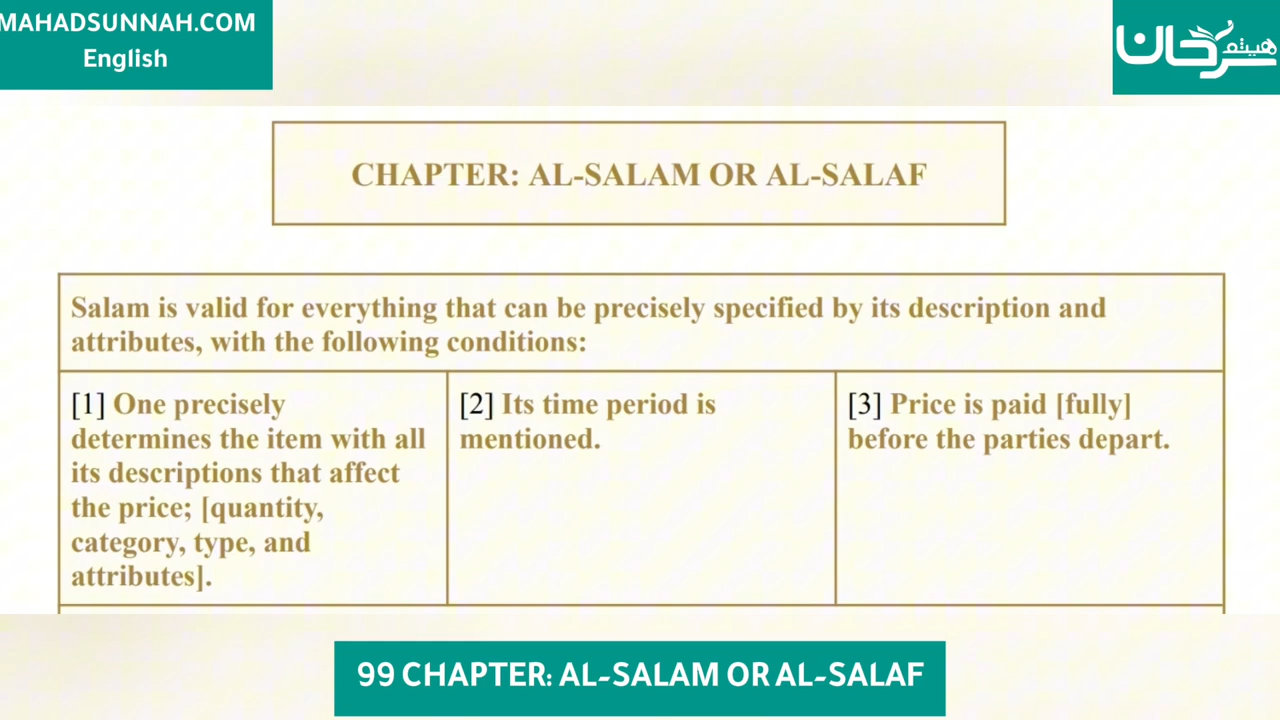 MAHADSUNNAH.COM
English
هيثم
سرحان
CHAPTER: AL-SALAM OR AL-SALAF
Salam is valid for everything that can be precisely specified by its description and
attributes, with the following conditions:
[1] One precisely
determines the item with all
its descriptions that affect
the price; [quantity,
category, type, and
attributes].
[2] Its time period is
mentioned.
[3] Price is paid [fully]
before the parties depart.
99 CHAPTER: AL-SALAM OR AL-SALAF